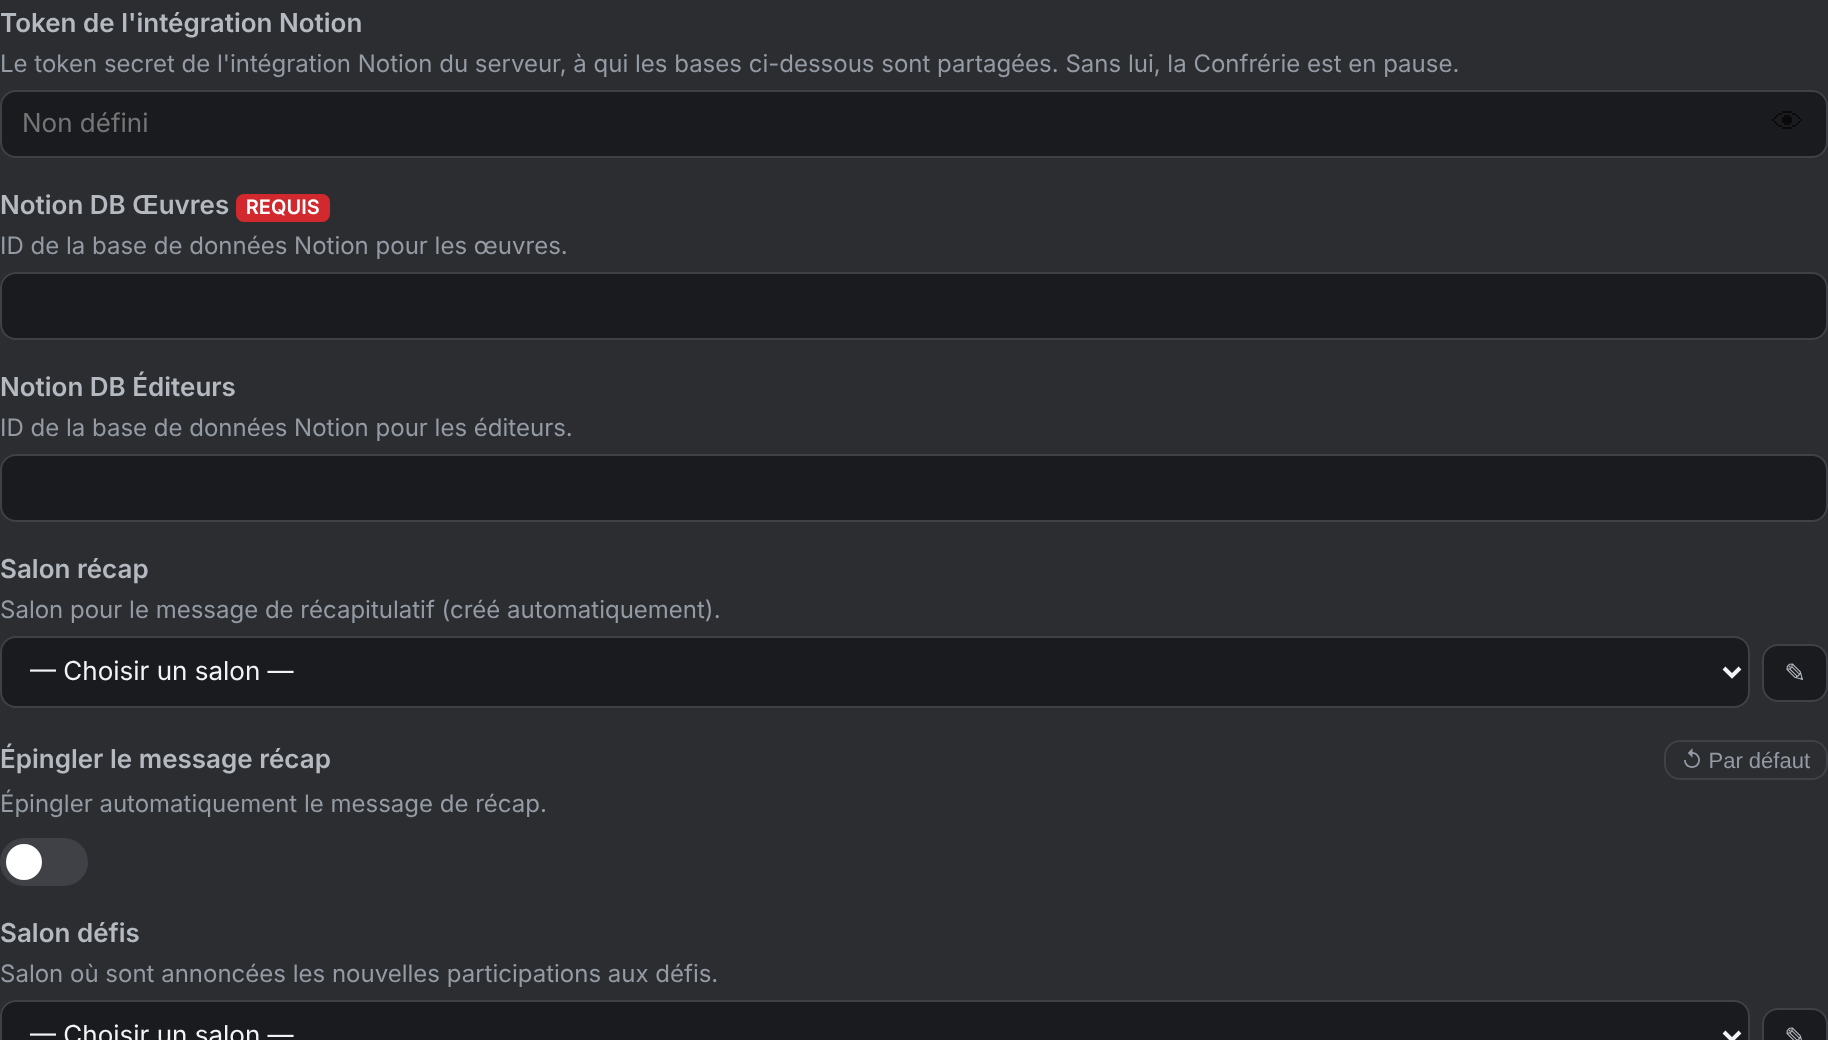 Token de l'intégration Notion
Le token secret de l'intégration Notion du serveur, à qui les bases ci-dessous sont partagées. Sans lui, la Confrérie est en pause.
Non défini
Notion DB Œuvres REQUIS
ID de la base de données Notion pour les œuvres.
Notion DB Éditeurs
ID de la base de données Notion pour les éditeurs.
Salon récap
Salon pour le message de récapitulatif (créé automatiquement).
— Choisir un salon —
Épingler le message récap
Par défaut
Épingler automatiquement le message de récap.
Salon défis
Salon où sont annoncées les nouvelles participations aux défis.
— Choisir un salon —